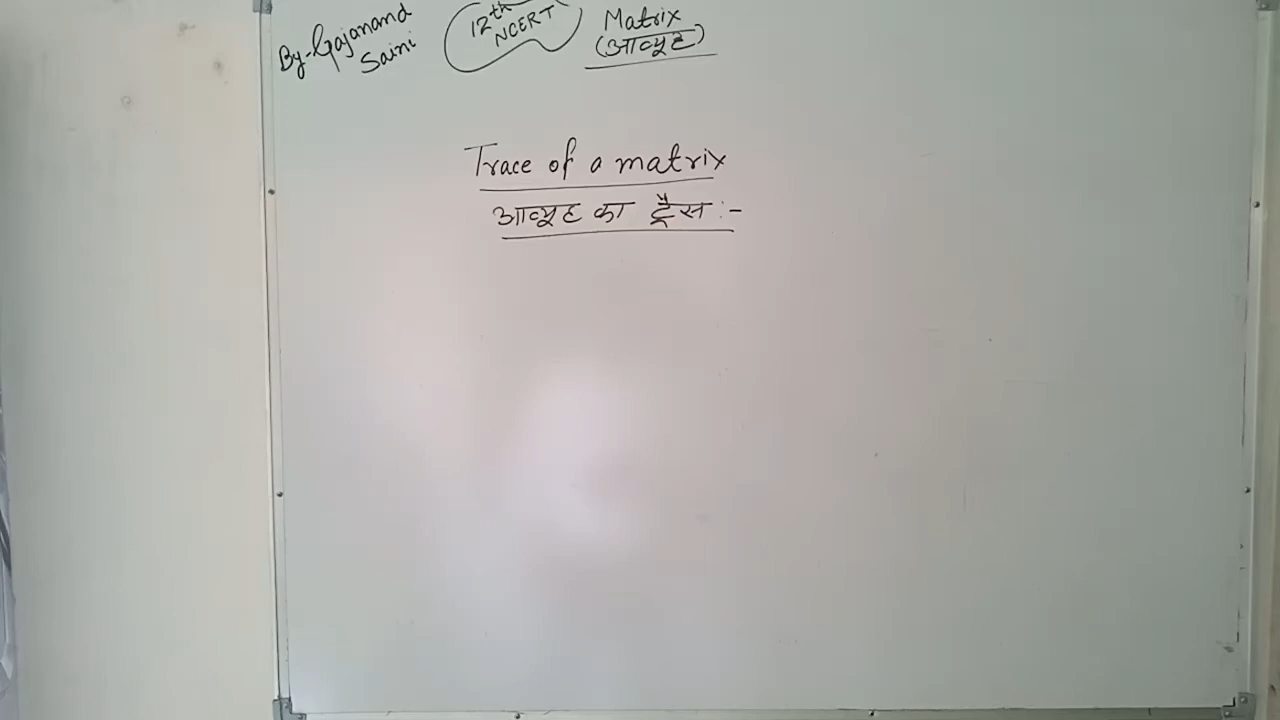 By-Gajanand
Saini
12th
NCERT
Matrix
(आव्यूह)
Trace of a matrix
आव्यूह का ट्रैस :-